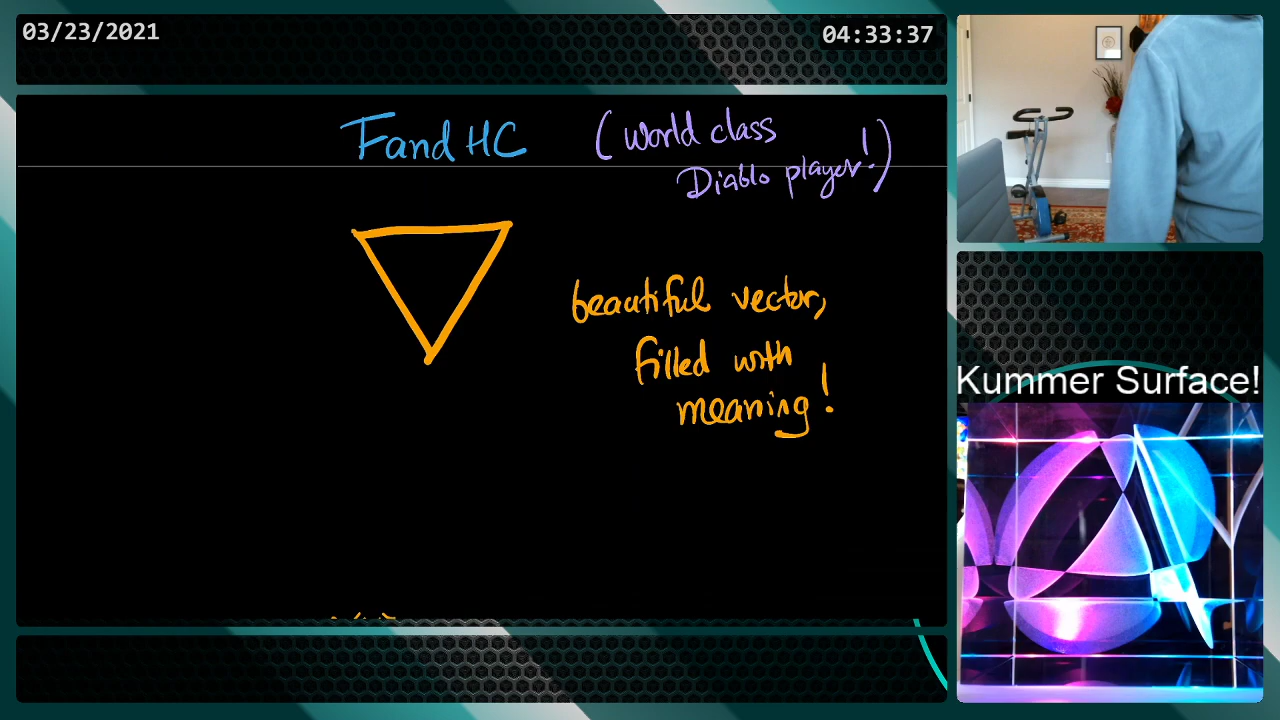 03/23/2021
04:33:37
Fand HC
(World class
Diablo player!)
beautiful vector,
filled with
meaning!
Kummer Surface!